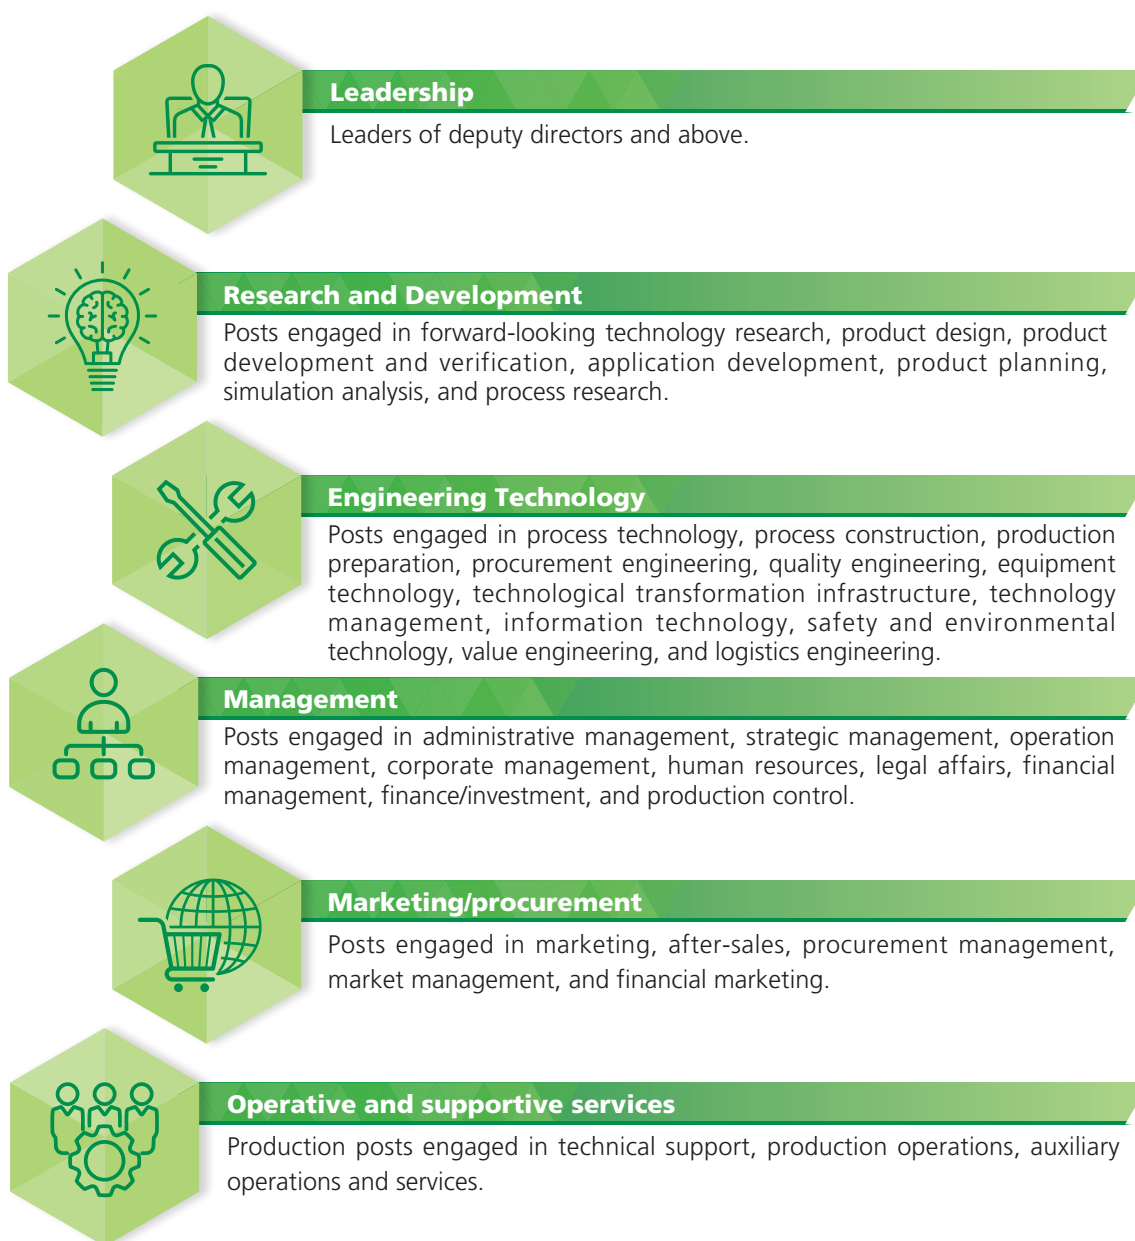 Leadership
Leaders of deputy directors and above.
Research and Development
Posts engaged in forward-looking technology research, product design, product
development and verification, application development, product planning,
simulation analysis, and process research.
Engineering Technology
Posts engaged in process technology, process construction, production
preparation, procurement engineering, quality engineering, equipment
technology, technological transformation infrastructure, technology
management, information technology, safety and environmental
technology, value engineering, and logistics engineering.
Management
Posts engaged in administrative management, strategic management, operation
management, corporate management, human resources, legal affairs, financial
management, finance/investment, and production control.
Marketing/procurement
Posts engaged in marketing, after-sales, procurement management,
market management, and financial marketing.
Operative and supportive services
Production posts engaged in technical support, production operations, auxiliary
operations and services.